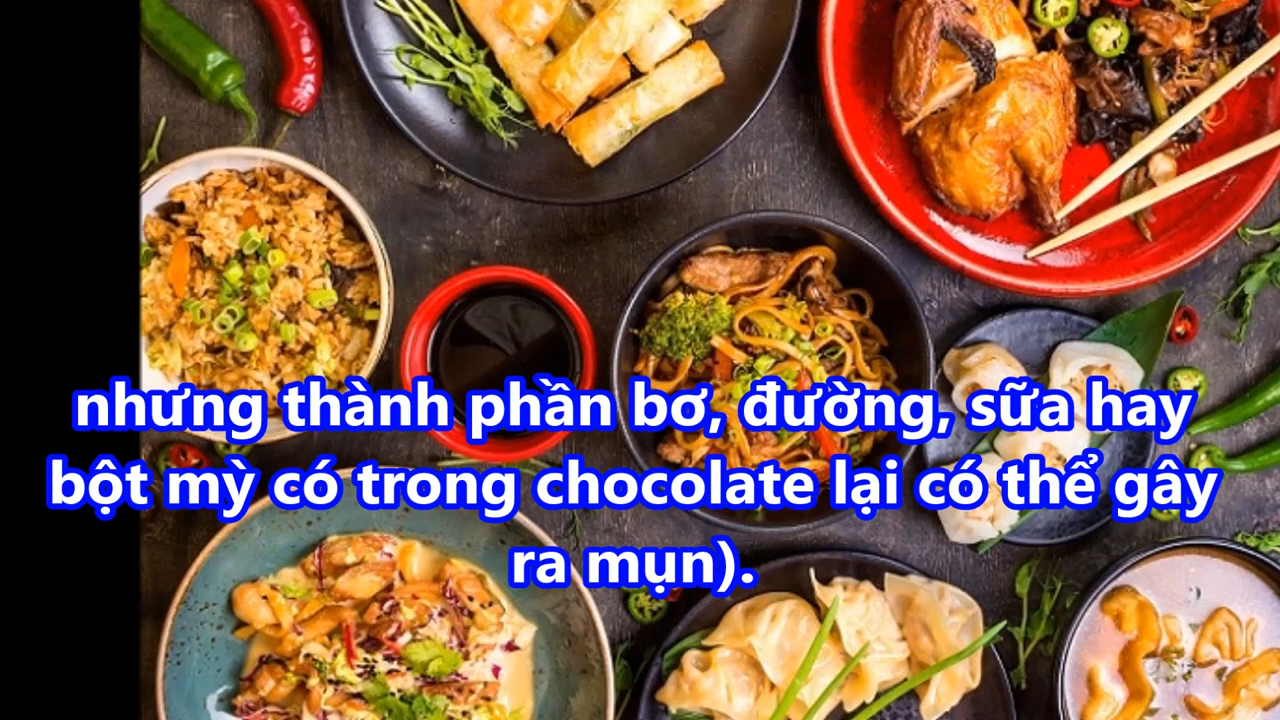 nhưng thành phần bơ, đường, sữa hay
bột mỳ có trong chocolate lại có thể gây
ra mụn).